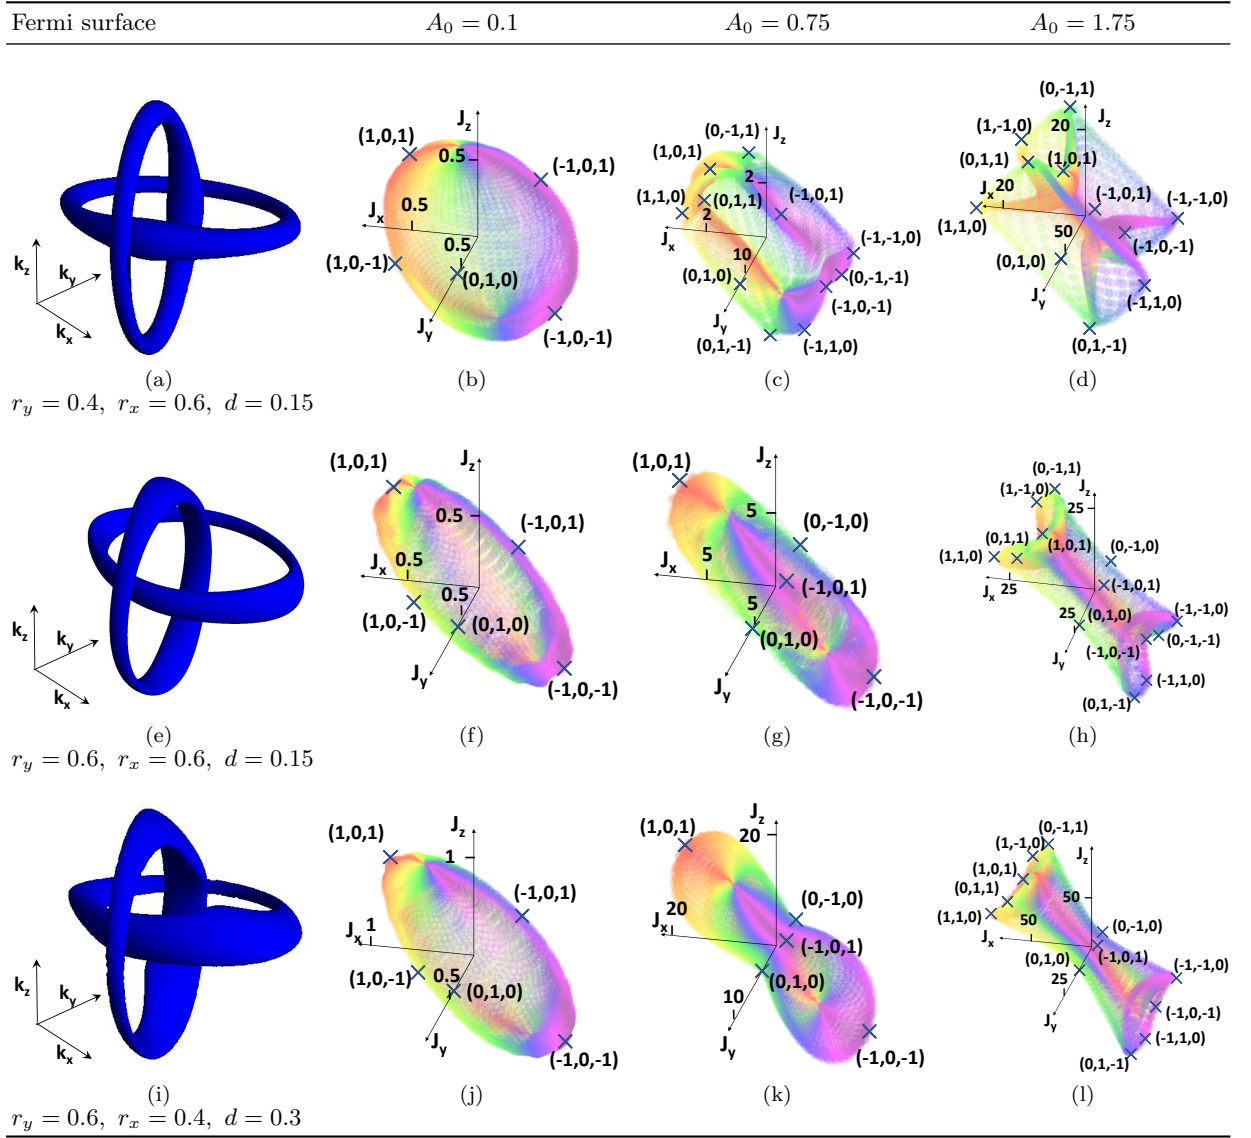 Fermi surface A₀ = 0.1 A₀ = 0.75 A₀ = 1.75
k_z k_y k_x
(a)
J_z
(1,0,1)
0.5
(-1,0,1)
J_x 0.5
0.5
(1,0,-1)
(0,1,0)
J_y
(-1,0,-1)
(b)
(0,-1,1)
J_z
(1,0,1)
2
(-1,0,1)
(1,1,0)
(0,1,1)
2
J_x
(-1,-1,0)
10
(0,1,0)
(0,-1,-1)
(-1,0,-1)
J_y
(0,1,-1)
(-1,1,0)
(c)
(0,-1,1)
J_z
(1,-1,0)
20
(0,1,1)
(1,0,1)
J_x 20
(-1,0,1)
(-1,-1,0)
(1,1,0)
50
(-1,0,-1)
(0,1,0)
J_y
(-1,1,0)
(0,1,-1)
(d)
r_y = 0.4, r_x = 0.6, d = 0.15
k_z k_y k_x
(e)
(1,0,1)
J_z
0.5
(-1,0,1)
J_x 0.5
0.5
(1,0,-1)
(0,1,0)
J_y
(-1,0,-1)
(f)
(1,0,1)
J_z
5
(0,-1,0)
J_x 5
(-1,0,1)
5
(0,1,0)
J_y
(-1,0,-1)
(g)
(0,-1,1)
(1,-1,0)
J_z
25
(0,1,1)
(1,0,1)
(0,-1,0)
(1,1,0)
J_x 25
(-1,0,1)
25
(0,1,0)
(-1,-1,0)
(0,-1,-1)
(-1,0,-1)
J_y
(-1,1,0)
(0,1,-1)
(h)
r_y = 0.6, r_x = 0.6, d = 0.15
k_z k_y k_x
(i)
(1,0,1)
J_z
1
(-1,0,1)
J_x 1
(1,0,-1)
0.5
(0,1,0)
J_y
(-1,0,-1)
(j)
(1,0,1)
J_z
20
(0,-1,0)
J_x 20
(-1,0,1)
(0,1,0)
10
J_y
(-1,0,-1)
(k)
(0,-1,1)
(1,-1,0)
J_z
(1,0,1)
(0,1,1)
50
(1,1,0)
50
J_x
(0,-1,0)
(-1,0,1)
(0,1,0)
25
(-1,-1,0)
(-1,0,-1)
J_y
(-1,1,0)
(0,1,-1)
(l)
r_y = 0.6, r_x = 0.4, d = 0.3